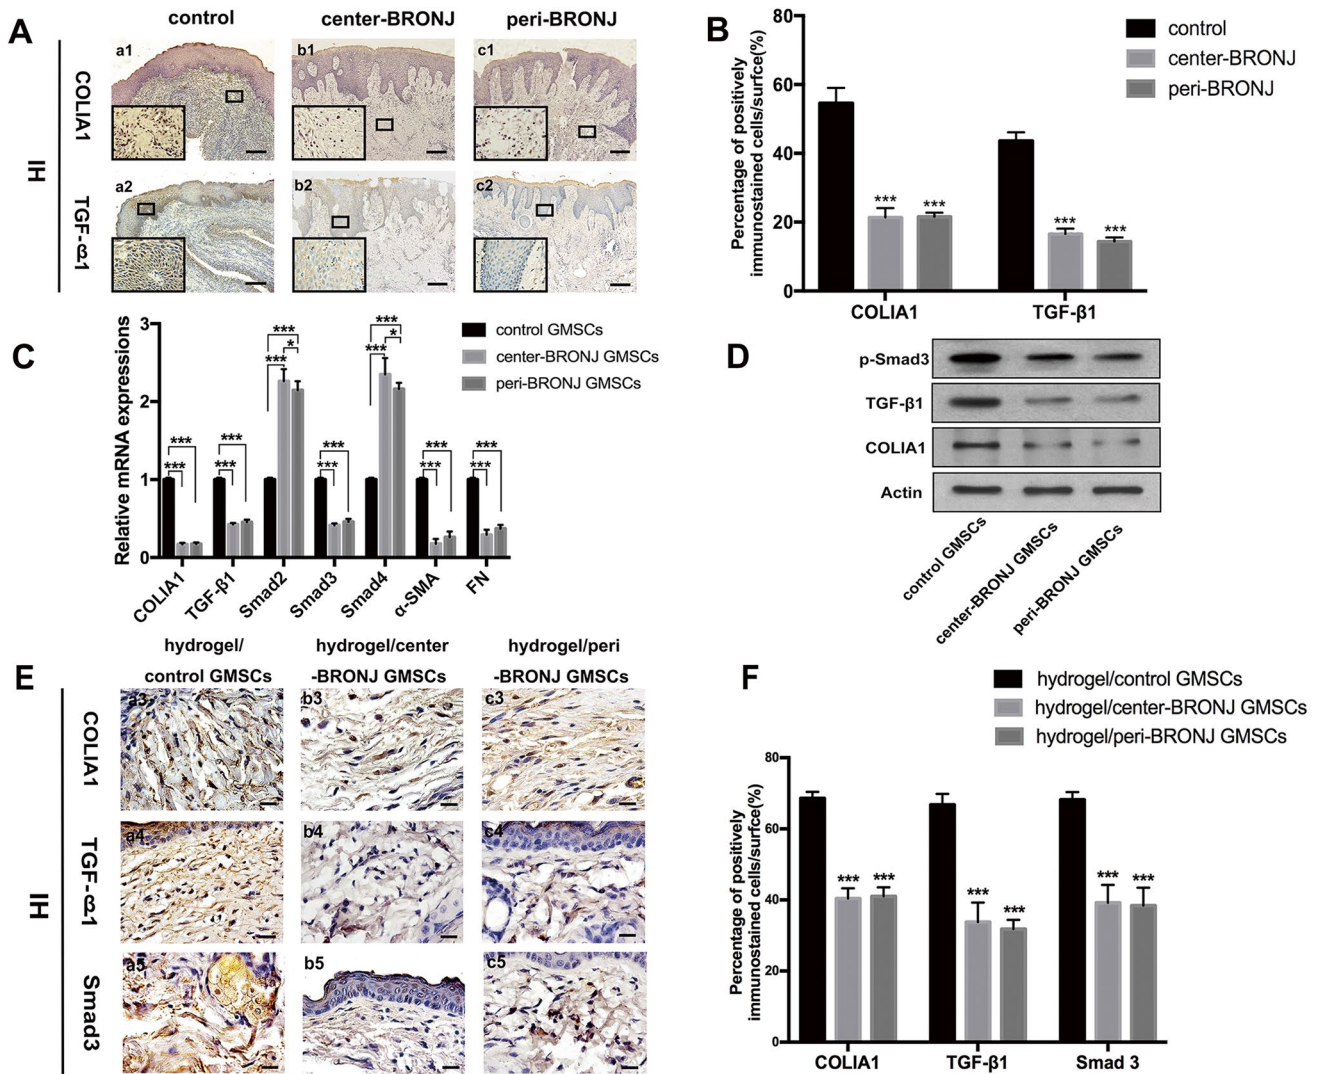 A
control
center-BRONJ
peri-BRONJ
IHI
COLIA1
a1
b1
c1
TGF-β1
a2
b2
c2
B
Percentage of positively
immunostained cells/surfce(%)
80
60
40
20
0
***
***
***
***
COLIA1
TGF-β1
control
center-BRONJ
peri-BRONJ
C
Relative mRNA expressions
3
2
1
0
***
***
***
***
***
***
*
***
***
***
***
*
***
***
***
***
COLIA1
TGF-β1
Smad2
Smad3
Smad4
α-SMA
FN
control GMSCs
center-BRONJ GMSCs
peri-BRONJ GMSCs
D
p-Smad3
TGF-β1
COLIA1
Actin
control GMSCs
center-BRONJ GMSCs
peri-BRONJ GMSCs
E
hydrogel/
control GMSCs
hydrogel/center
-BRONJ GMSCs
hydrogel/peri
-BRONJ GMSCs
IHI
COLIA1
a3
b3
c3
TGF-β1
a4
b4
c4
Smad3
a5
b5
c5
F
hydrogel/control GMSCs
hydrogel/center-BRONJ GMSCs
hydrogel/peri-BRONJ GMSCs
Percentage of positively
immunostained cells/surfce(%)
80
60
40
20
0
***
***
***
***
***
***
COLIA1
TGF-β1
Smad 3